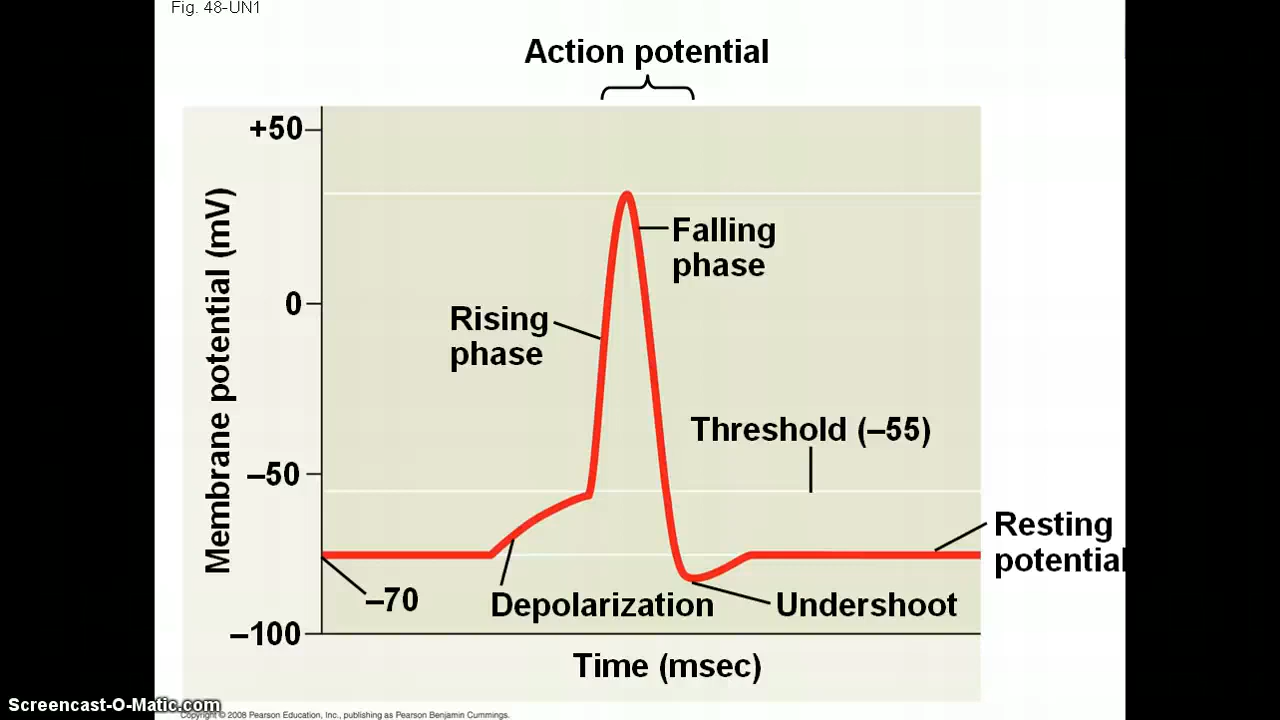 Fig. 48-UN1
Action potential
+50
Falling
phase
0
Rising
phase
Membrane potential (mV)
Threshold (–55)
–50
Resting
potential
–70
Depolarization
Undershoot
–100
Time (msec)
Screencast-O-Matic.com
Copyright © 2008 Pearson Education, Inc., publishing as Pearson Benjamin Cummings.